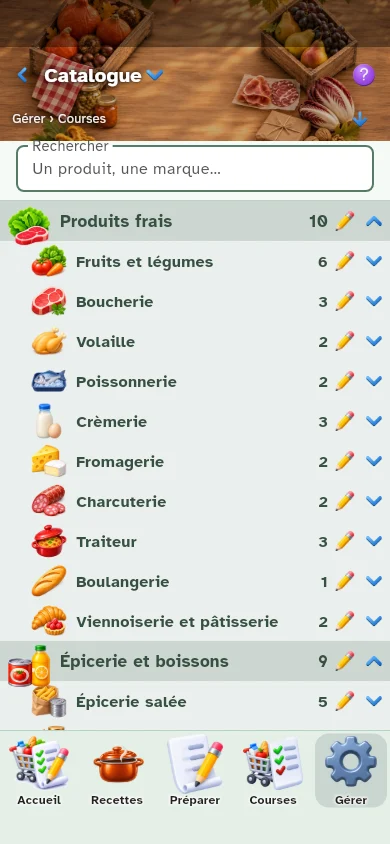 Catalogue
?
Gérer › Courses
Rechercher
Un produit, une marque...
Produits frais 10
Fruits et légumes 6
Boucherie 3
Volaille 2
Poissonnerie 2
Crèmerie 3
Fromagerie 2
Charcuterie 2
Traiteur 3
Boulangerie 1
Viennoiserie et pâtisserie 2
Épicerie et boissons 9
Épicerie salée 5
Accueil Recettes Préparer Courses Gérer